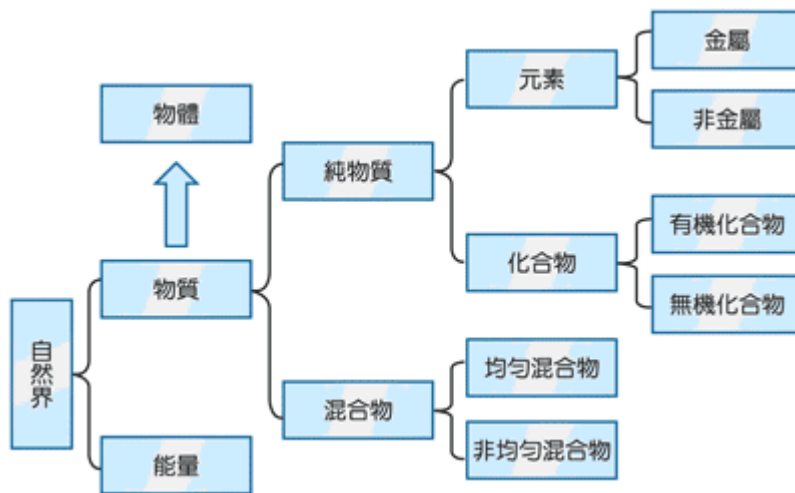 金屬
元素
物體
非金屬
純物質
有機化合物
化合物
物質
無機化合物
自然界
均勻混合物
混合物
能量
非均勻混合物